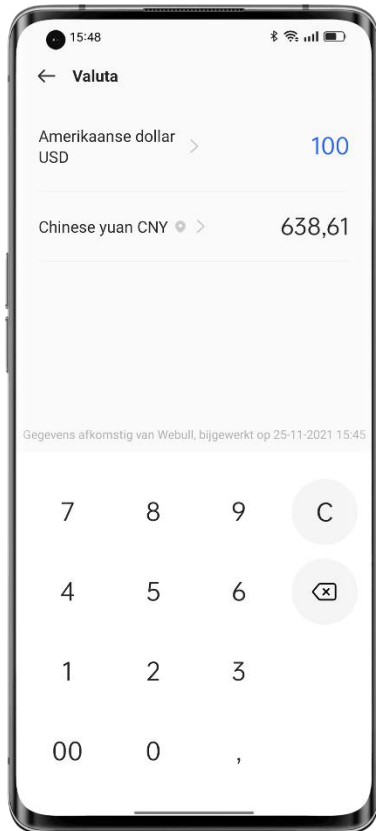 15:48
← Valuta
Amerikaanse dollar
USD
100
Chinese yuan CNY
638,61
Gegevens afkomstig van Webull, bijgewerkt op 25-11-2021 15:45
7 8 9 C
4 5 6
1 2 3
00 0 ,